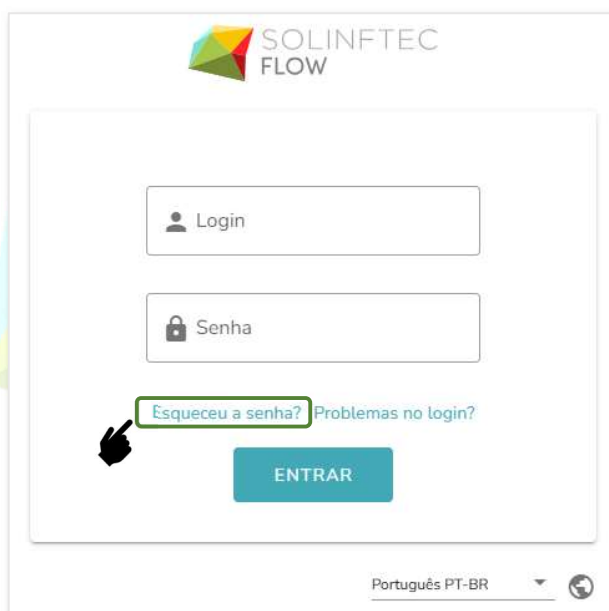 SOLINFTEC
FLOW
Login
Senha
Esqueceu a senha? Problemas no login?
ENTRAR
Português PT-BR